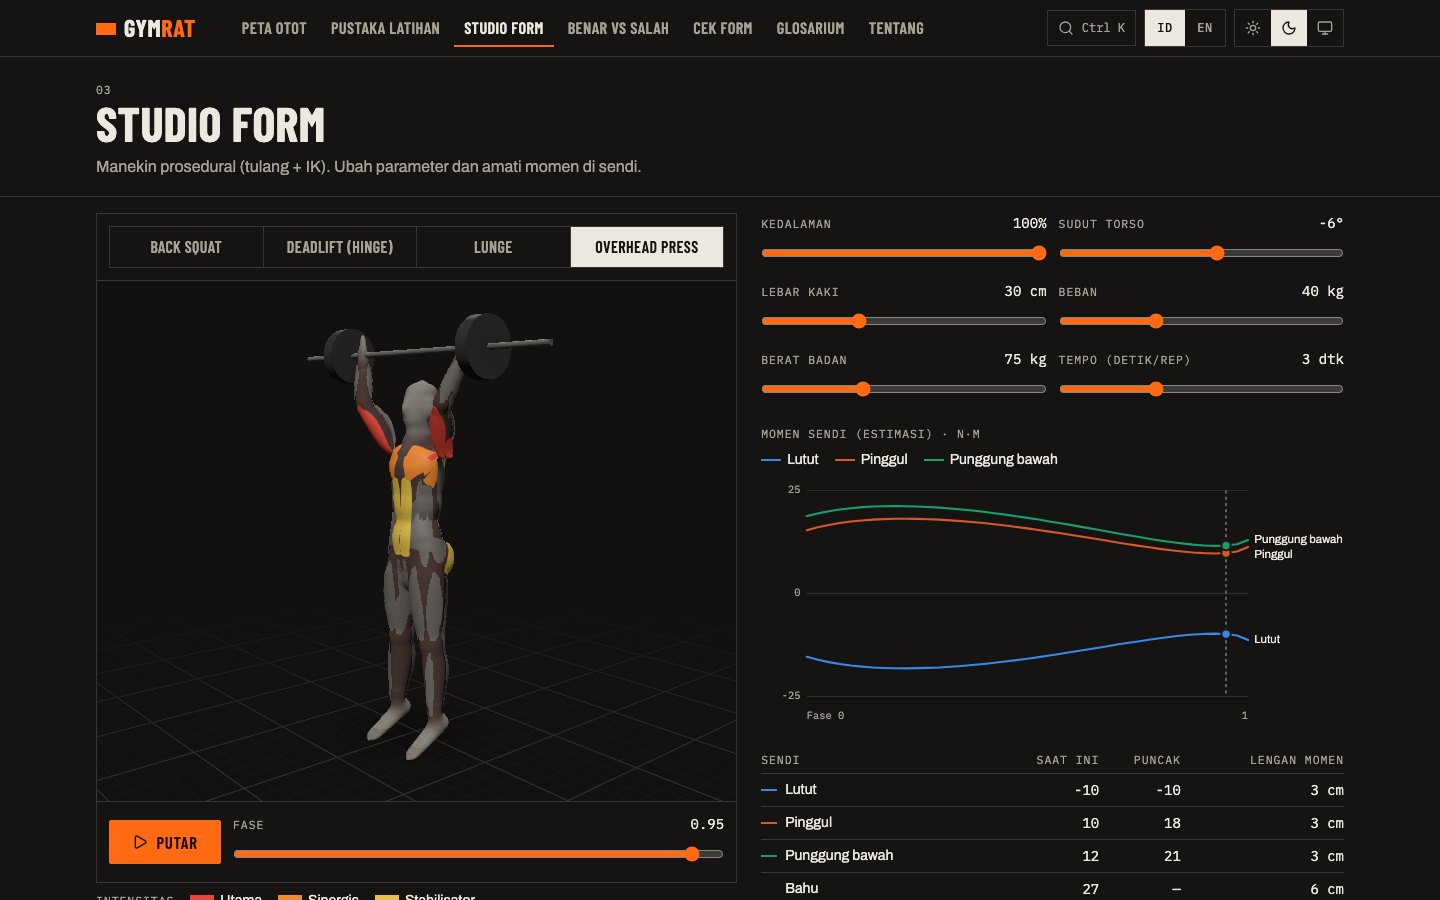 GYMRAT
PETA OTOT
PUSTAKA LATIHAN
STUDIO FORM
BENAR VS SALAH
CEK FORM
GLOSARIUM
TENTANG
Ctrl K
ID
EN
03
STUDIO FORM
Manekin prosedural (tulang + IK). Ubah parameter dan amati momen di sendi.
BACK SQUAT
DEADLIFT (HINGE)
LUNGE
OVERHEAD PRESS
PUTAR
FASE
0.95
INTENSITAS
Utama
Sinergis
Stabilisator
KEDALAMAN
100%
SUDUT TORSO
-6°
LEBAR KAKI
30 cm
BEBAN
40 kg
BERAT BADAN
75 kg
TEMPO (DETIK/REP)
3 dtk
MOMEN SENDI (ESTIMASI) · N·M
Lutut
Pinggul
Punggung bawah
25
0
-25
Punggung bawah
Pinggul
Lutut
Fase 0
1
SENDI SAAT INI PUNCAK LENGAN MOMEN
Lutut -10 -10 3 cm
Pinggul 10 18 3 cm
Punggung bawah 12 21 3 cm
Bahu 27 – 6 cm